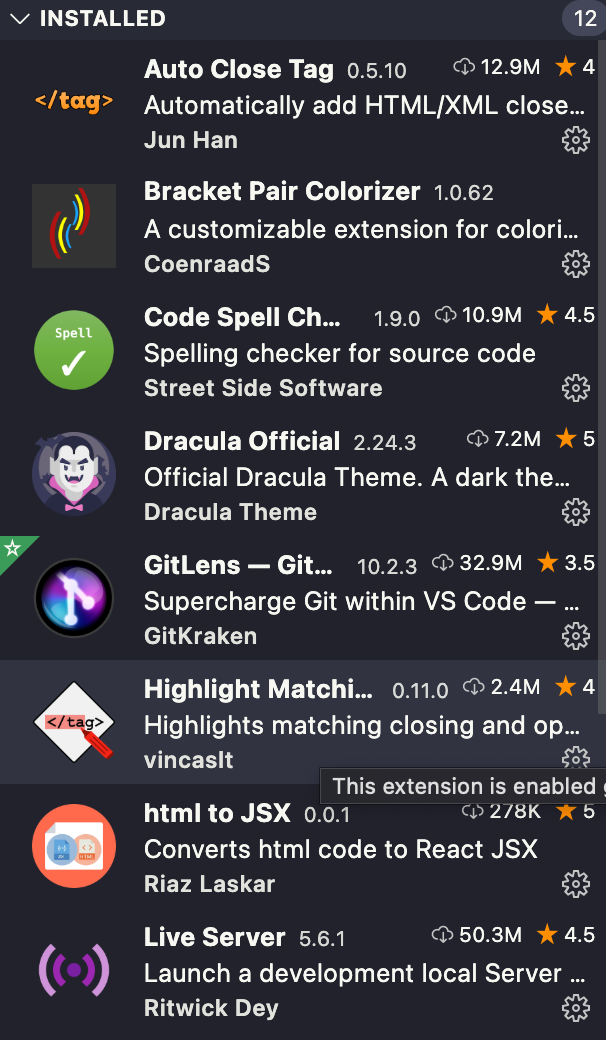 INSTALLED 12
Auto Close Tag 0.5.10 12.9M 4
</tag>
Automatically add HTML/XML close...
Jun Han
Bracket Pair Colorizer 1.0.62
A customizable extension for colori...
CoenraadS
Code Spell Ch... 1.9.0 10.9M 4.5
Spell
Spelling checker for source code
Street Side Software
Dracula Official 2.24.3 7.2M 5
Official Dracula Theme. A dark the...
Dracula Theme
GitLens — Git... 10.2.3 32.9M 3.5
Supercharge Git within VS Code — ...
GitKraken
Highlight Matchi... 0.11.0 2.4M 4
</tag>
Highlights matching closing and op...
vincaslt
This extension is enabled
html to JSX 0.0.1 278K 5
Converts html code to React JSX
Riaz Laskar
Live Server 5.6.1 50.3M 4.5
Launch a development local Server ...
Ritwick Dey